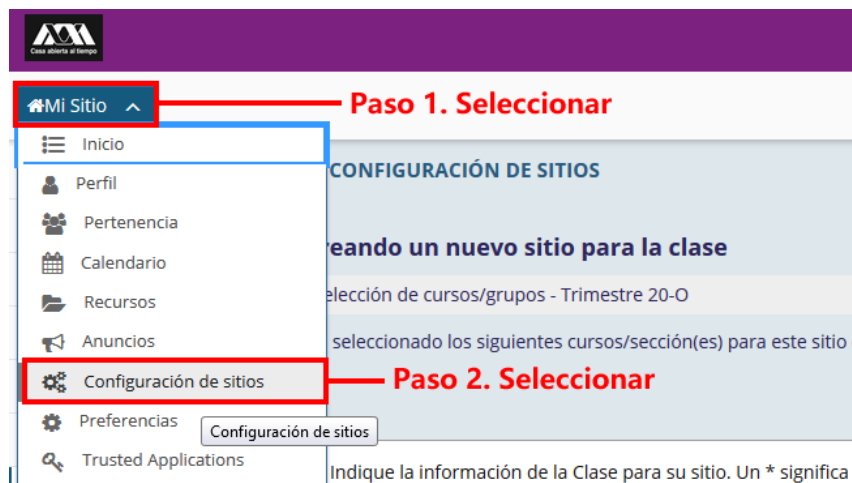 Casa abierta al tiempo
Mi Sitio
Paso 1. Seleccionar
Inicio
Perfil
Pertenencia
Calendario
Recursos
Anuncios
Configuración de sitios
Preferencias
Trusted Applications
Configuración de sitios
Paso 2. Seleccionar
CONFIGURACIÓN DE SITIOS
reando un nuevo sitio para la clase
elección de cursos/grupos - Trimestre 20-O
seleccionado los siguientes cursos/sección(es) para este sitio
Indique la información de la Clase para su sitio. Un * significa